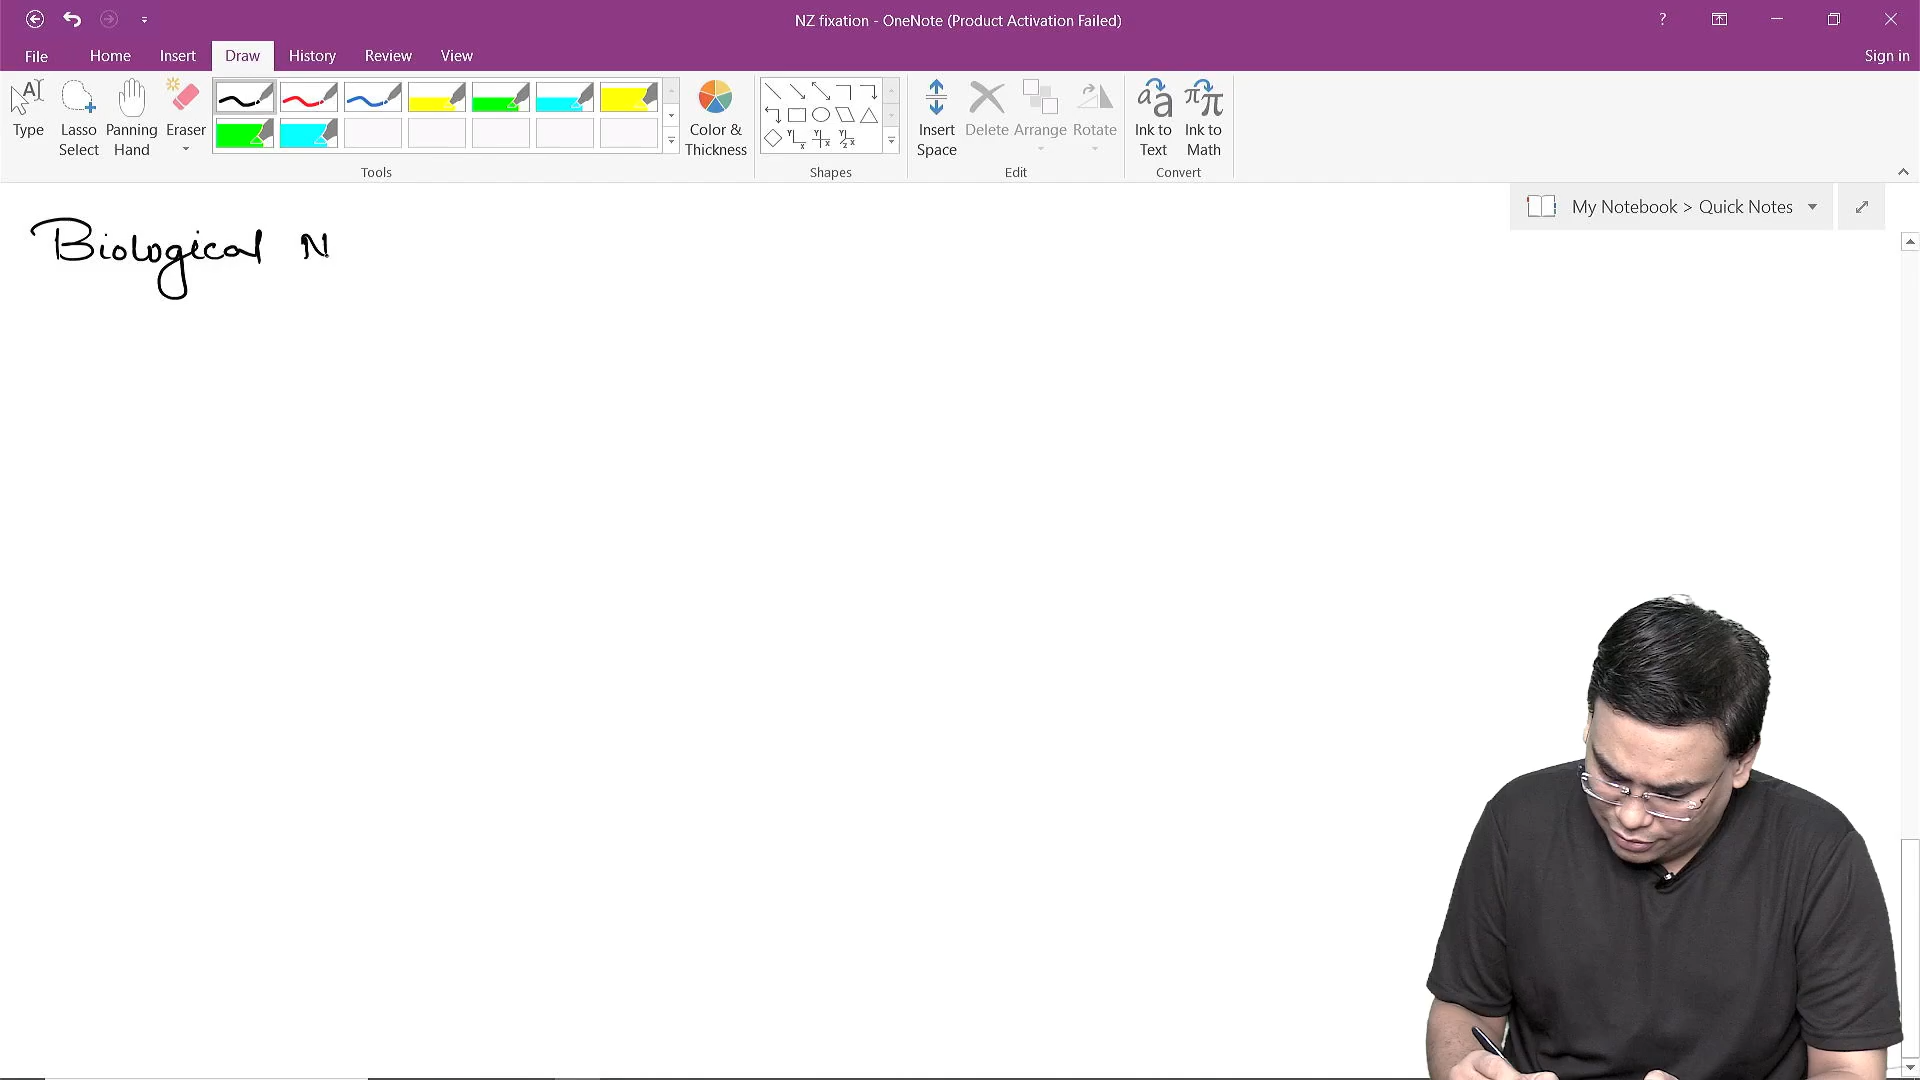 NZ fixation - OneNote (Product Activation Failed)
?
File Home Insert Draw History Review View
Sign in
Type
Lasso Select
Panning Hand
Eraser
Color & Thickness
Insert Space
Delete
Arrange
Rotate
Ink to Text
Ink to Math
Tools
Shapes
Edit
Convert
My Notebook > Quick Notes
Biological N